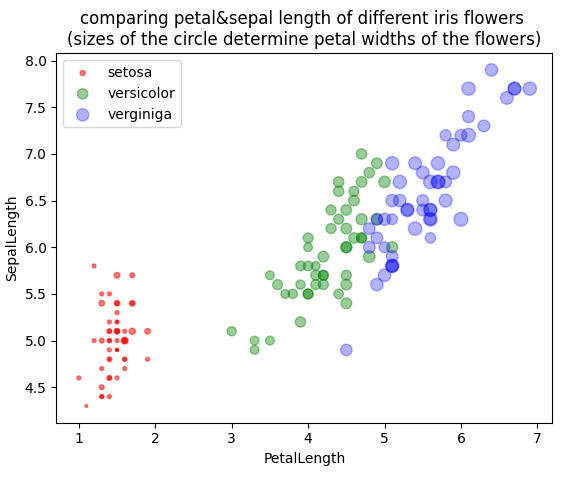 comparing petal&sepal length of different iris flowers
(sizes of the circle determine petal widths of the flowers)
setosa
versicolor
verginiga
8.0
7.5
7.0
6.5
6.0
5.5
5.0
4.5
SepalLength
1 2 3 4 5 6 7
PetalLength